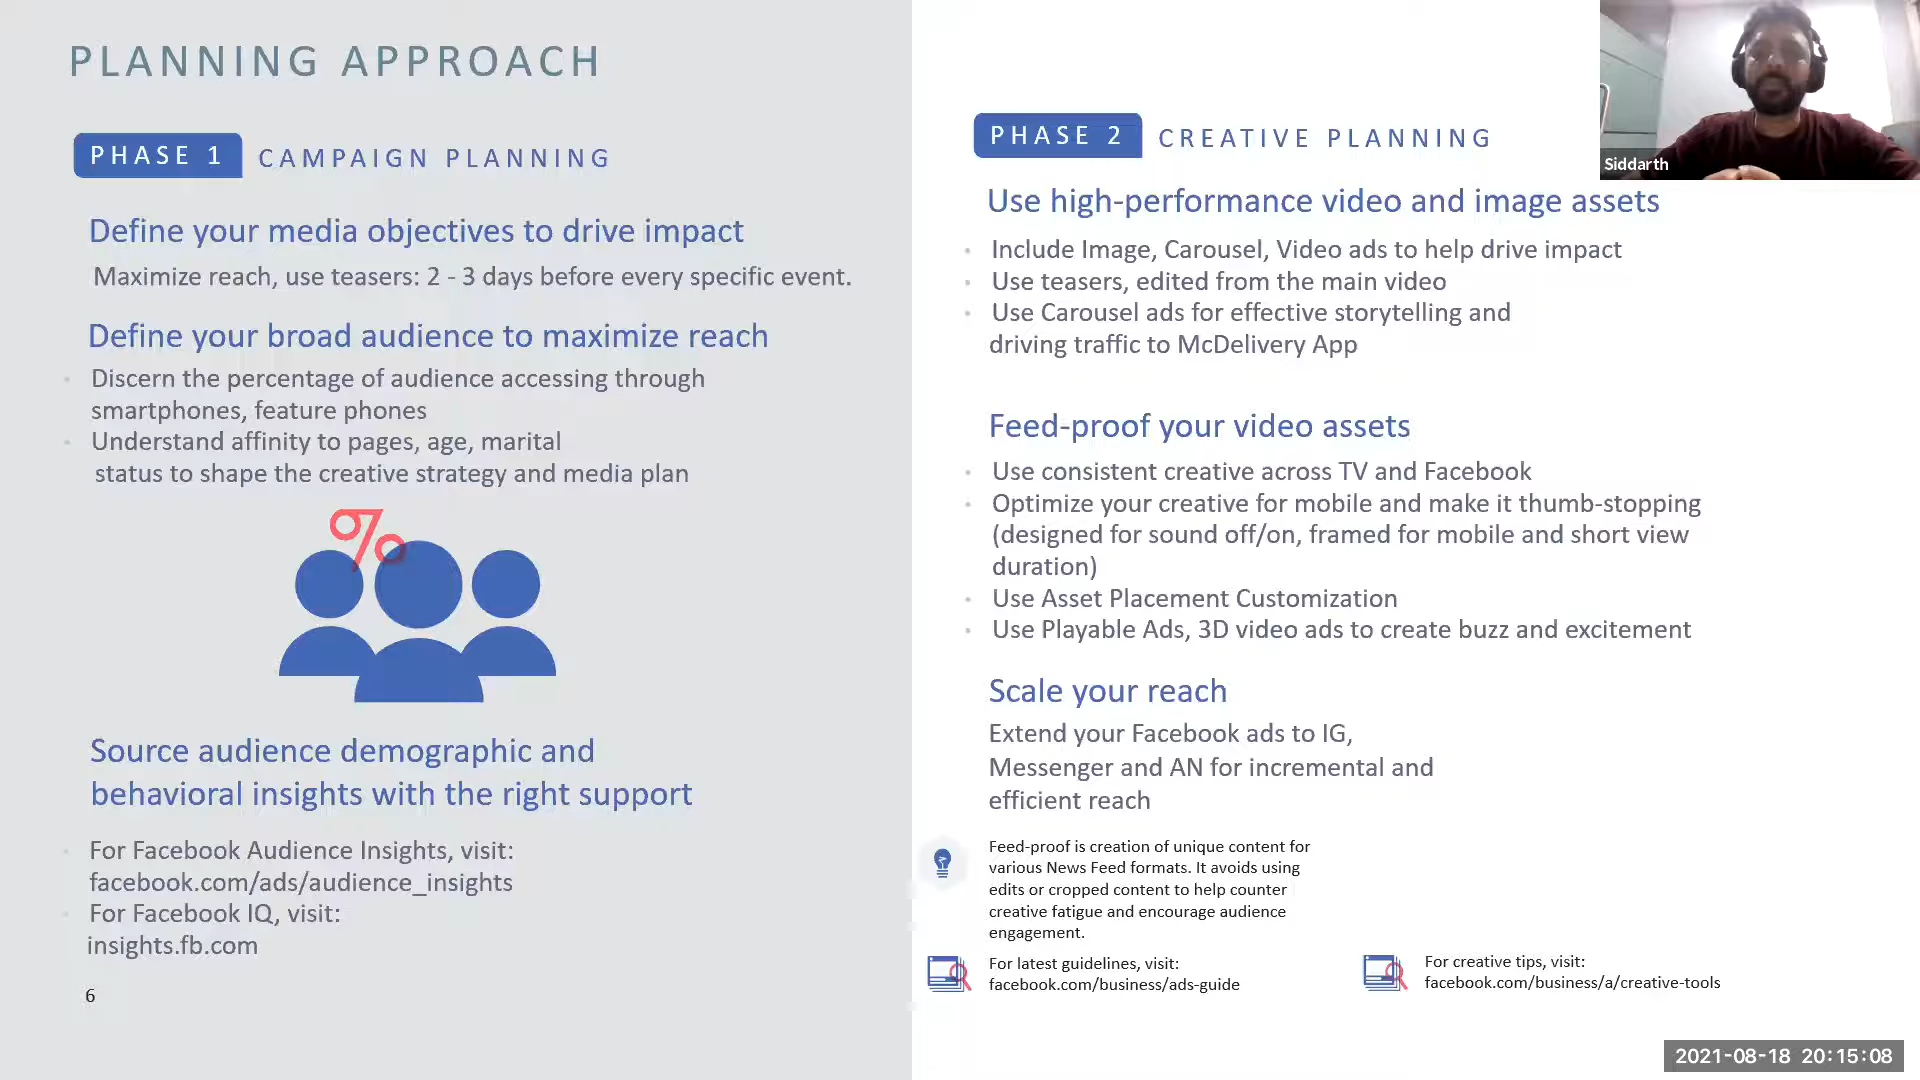 PLANNING APPROACH
PHASE 1 CAMPAIGN PLANNING
Define your media objectives to drive impact
Maximize reach, use teasers: 2 - 3 days before every specific event.
Define your broad audience to maximize reach
Discern the percentage of audience accessing through
smartphones, feature phones
Understand affinity to pages, age, marital
status to shape the creative strategy and media plan
%
Source audience demographic and
behavioral insights with the right support
For Facebook Audience Insights, visit:
facebook.com/ads/audience_insights
For Facebook IQ, visit:
insights.fb.com
6
PHASE 2 CREATIVE PLANNING
Use high-performance video and image assets
Include Image, Carousel, Video ads to help drive impact
Use teasers, edited from the main video
Use Carousel ads for effective storytelling and
driving traffic to McDelivery App
Feed-proof your video assets
Use consistent creative across TV and Facebook
Optimize your creative for mobile and make it thumb-stopping
(designed for sound off/on, framed for mobile and short view
duration)
Use Asset Placement Customization
Use Playable Ads, 3D video ads to create buzz and excitement
Scale your reach
Extend your Facebook ads to IG,
Messenger and AN for incremental and
efficient reach
Feed-proof is creation of unique content for
various News Feed formats. It avoids using
edits or cropped content to help counter
creative fatigue and encourage audience
engagement.
For latest guidelines, visit:
facebook.com/business/ads-guide
For creative tips, visit:
facebook.com/business/a/creative-tools
Siddarth
2021-08-18 20:15:08